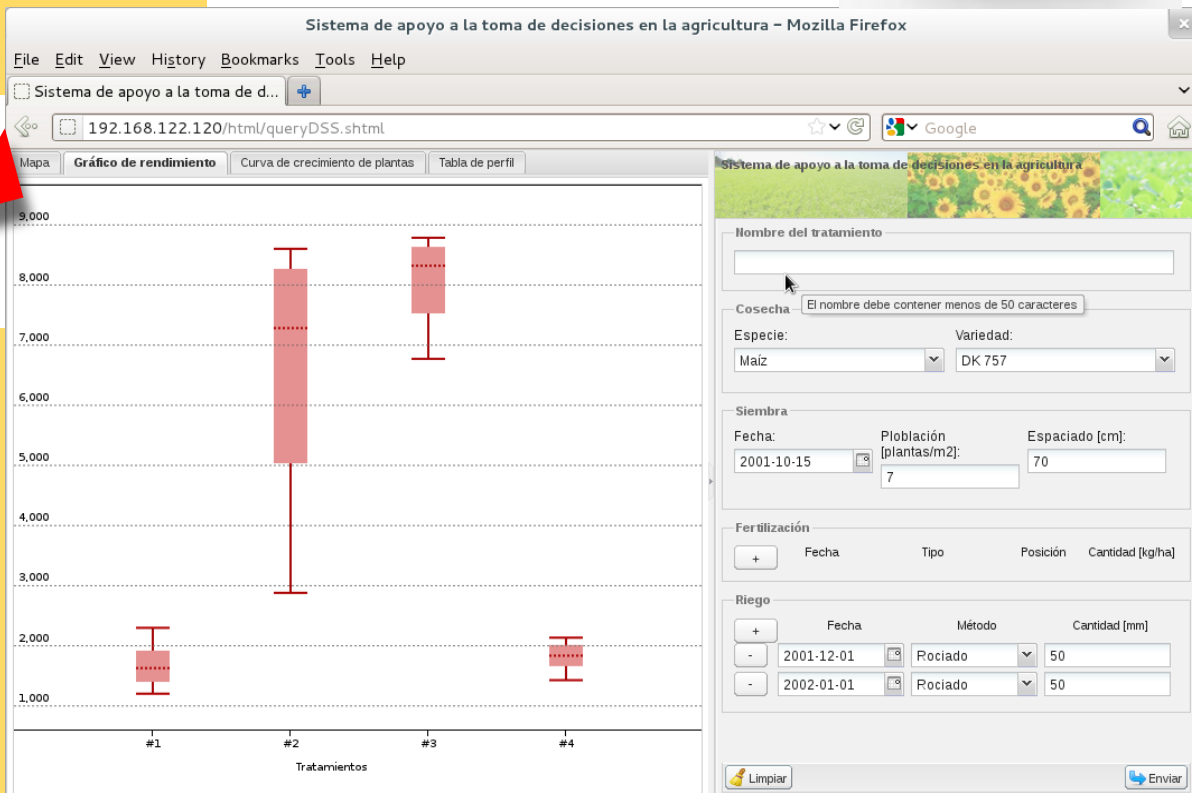 Sistema de apoyo a la toma de decisiones en la agricultura – Mozilla Firefox
File Edit View History Bookmarks Tools Help
Sistema de apoyo a la toma de d...
192.168.122.120/html/queryDSS.shtml
Google
Mapa
Gráfico de rendimiento
Curva de crecimiento de plantas
Tabla de perfil
9,000
8,000
7,000
6,000
5,000
4,000
3,000
2,000
1,000
#1 #2 #3 #4
Tratamientos
Sistema de apoyo a la toma de decisiones en la agricultura
Nombre del tratamiento
El nombre debe contener menos de 50 caracteres
Cosecha
Especie: Variedad:
Maíz DK 757
Siembra
Fecha: Ploblación [plantas/m2]: Espaciado [cm]:
2001-10-15 7 70
Fertilización
+ Fecha Tipo Posición Cantidad [kg/ha]
Riego
+ Fecha Método Cantidad [mm]
- 2001-12-01 Rociado 50
- 2002-01-01 Rociado 50
Limpiar Enviar